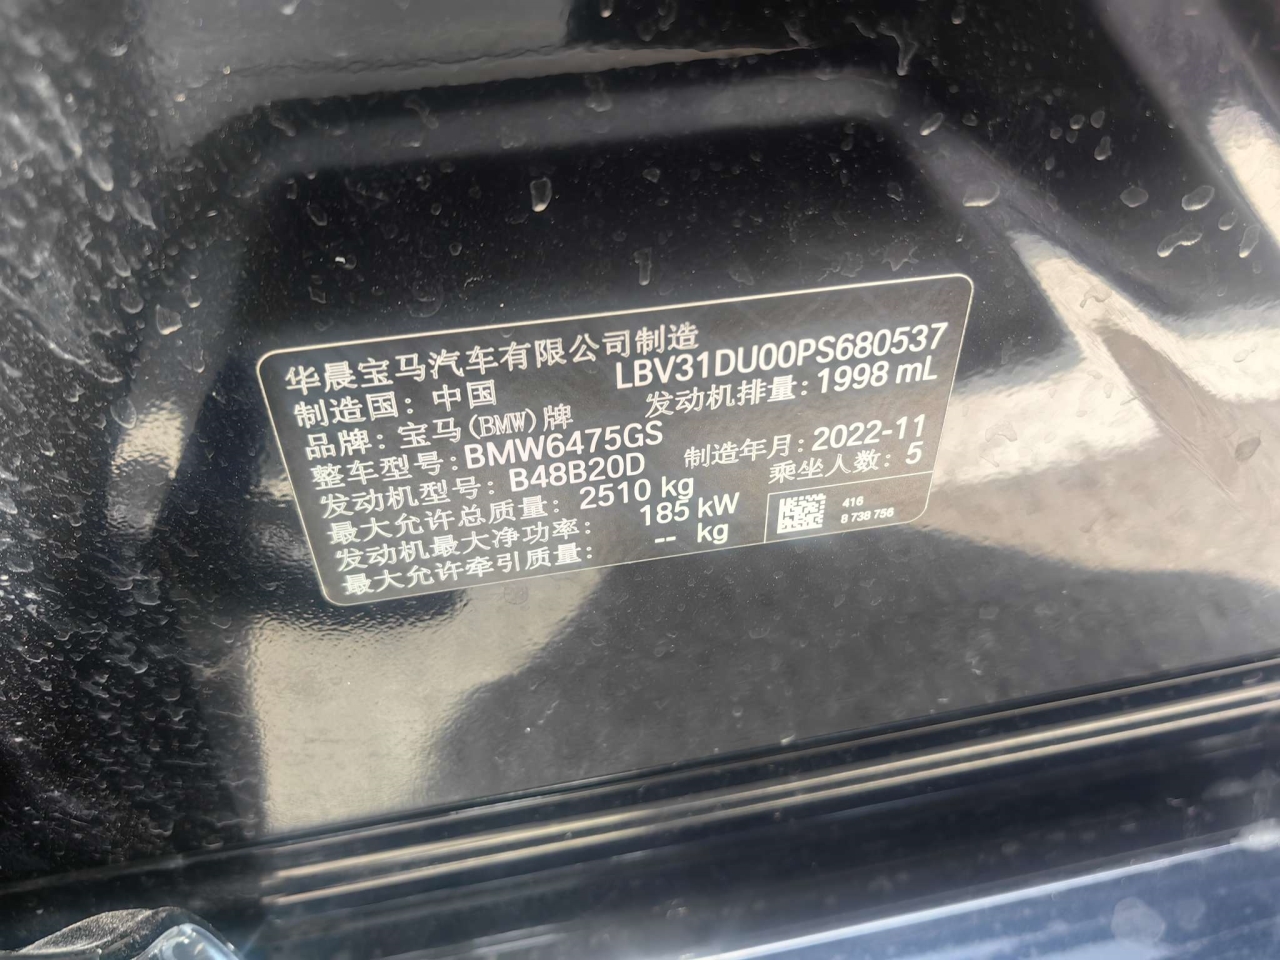 华晨宝马汽车有限公司制造
LBV31DU00PS680537
制造国：中国
发动机排量：1998 mL
品牌：宝马(BMW)牌
整车型号：BMW6475GS
制造年月：2022-11
发动机型号：B48B20D
乘坐人数：5
最大允许总质量：2510 kg
发动机最大净功率：185 kW
最大允许牵引质量：-- kg
416
8 738 756